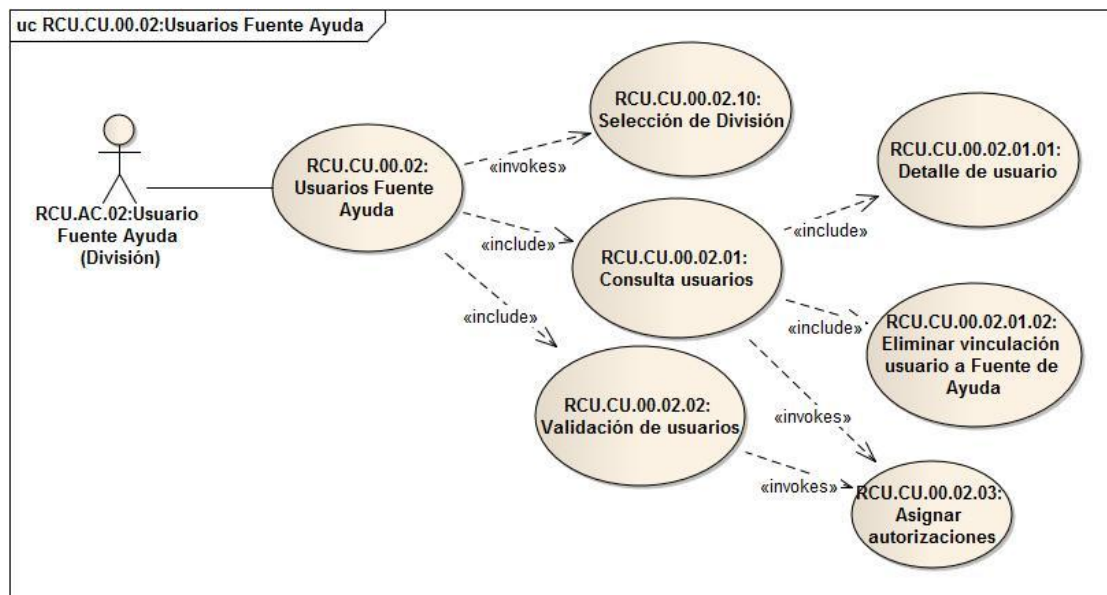 uc RCU.CU.00.02:Usuarios Fuente Ayuda
RCU.AC.02:Usuario
Fuente Ayuda
(División)
RCU.CU.00.02:
Usuarios Fuente
Ayuda
«invokes»
RCU.CU.00.02.10:
Selección de División
«include»
RCU.CU.00.02.01:
Consulta usuarios
«include»
RCU.CU.00.02.01.01:
Detalle de usuario
«include»
RCU.CU.00.02.01.02:
Eliminar vinculación
usuario a Fuente de
Ayuda
«include»
RCU.CU.00.02.02:
Validación de usuarios
«invokes»
«invokes»
RCU.CU.00.02.03:
Asignar
autorizaciones